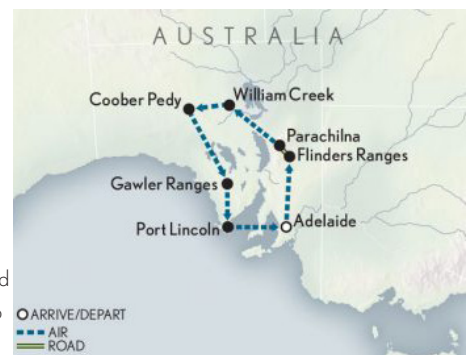 AUSTRALIA
William Creek
Coober Pedy
Parachilna
Flinders Ranges
Gawler Ranges
Port Lincoln
Adelaide
ARRIVE/DEPART
AIR
ROAD